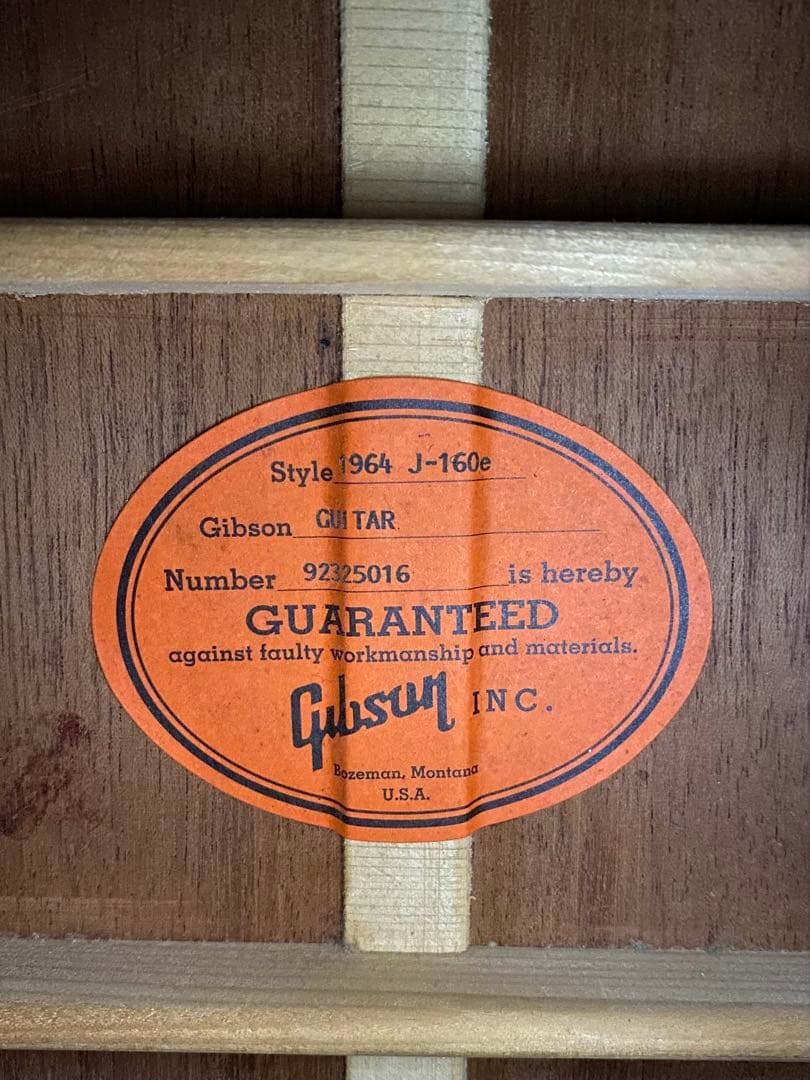 Style 1964 J-160e
Gibson GUITAR
Number 92325016 is hereby
GUARANTEED
against faulty workmanship and materials.
Gibson INC.
Bozeman, Montana
U.S.A.